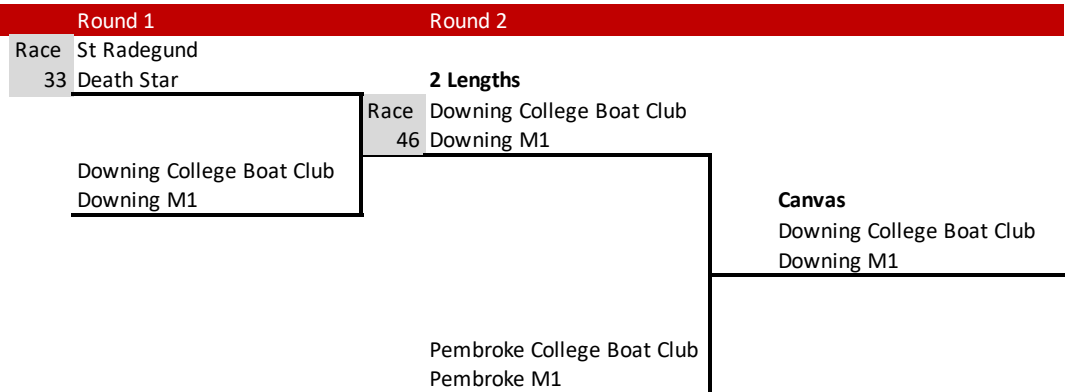 Round 1 Round 2
Race St Radegund
33 Death Star 2 Lengths
Race Downing College Boat Club
46 Downing M1
Downing College Boat Club
Downing M1 Canvas
Downing College Boat Club
Downing M1
Pembroke College Boat Club
Pembroke M1